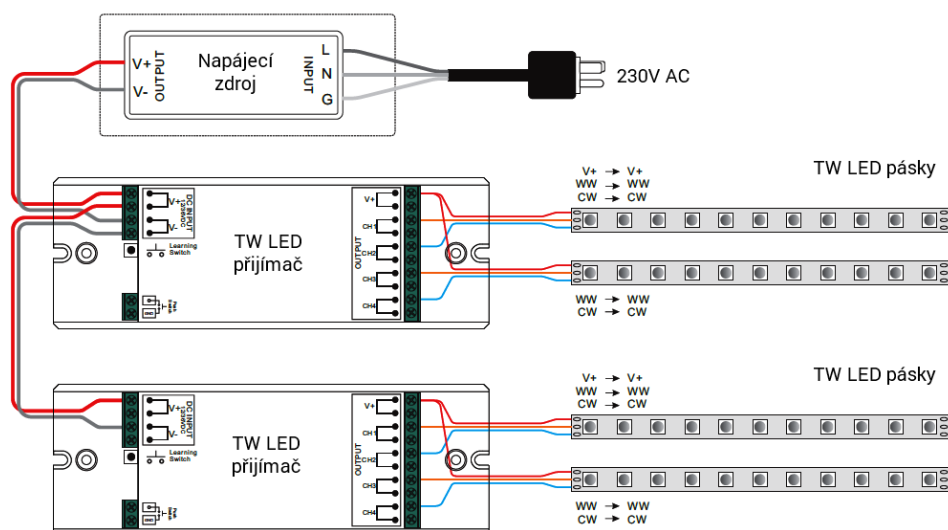 Napájecí
zdroj
V+
V-
OUTPUT
INPUT
L
N
G
230V AC
TW LED
přijímač
V+
V-
DC INPUT
Learning
Switch
V+
CH1
CH2
CH3
CH4
OUTPUT
V+ → V+
WW → WW
CW → CW
TW LED pásky
WW → WW
CW → CW
TW LED
přijímač
V+
V-
DC INPUT
Learning
Switch
V+
CH1
CH2
CH3
CH4
OUTPUT
V+ → V+
WW → WW
CW → CW
TW LED pásky
WW → WW
CW → CW